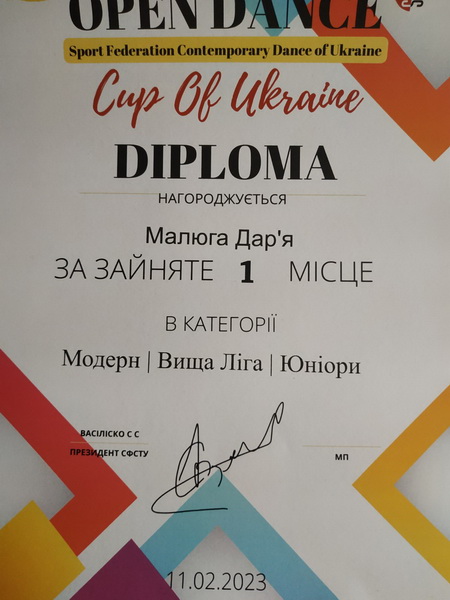 OPEN DANCE
Sport Federation Contemporary Dance of Ukraine
Cup Of Ukraine
DIPLOMA
НАГОРОДЖУЄТЬСЯ
Малюга Дар'я
ЗА ЗАЙНЯТЕ 1 МІСЦЕ
В КАТЕГОРІЇ
Модерн | Вища Ліга | Юніори
ВАСІЛІСКО С С
ПРЕЗИДЕНТ СФСТУ
МП
11.02.2023